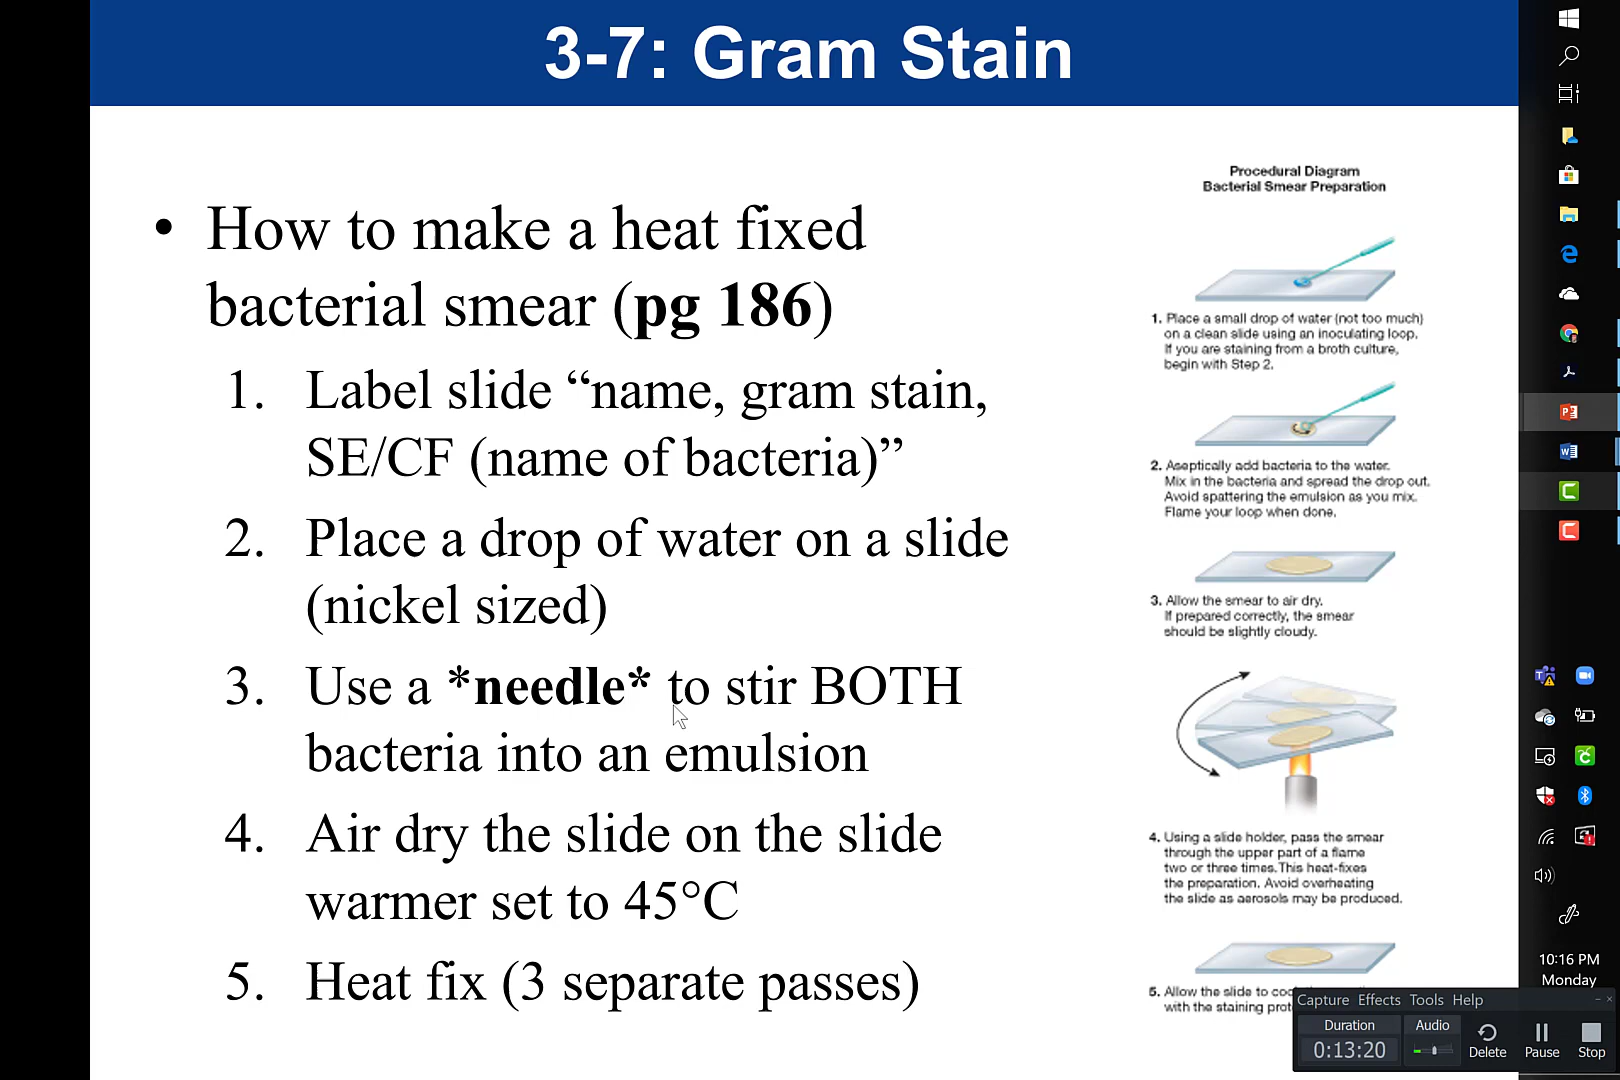 3-7: Gram Stain
• How to make a heat fixed
bacterial smear (pg 186)
1. Label slide “name, gram stain,
SE/CF (name of bacteria)”
2. Place a drop of water on a slide
(nickel sized)
3. Use a *needle* to stir BOTH
bacteria into an emulsion
4. Air dry the slide on the slide
warmer set to 45°C
5. Heat fix (3 separate passes)
Procedural Diagram
Bacterial Smear Preparation
1. Place a small drop of water (not too much)
on a clean slide using an inoculating loop.
If you are staining from a broth culture,
begin with Step 2.
2. Aseptically add bacteria to the water.
Mix in the bacteria and spread the drop out.
Avoid spattering the emulsion as you mix.
Flame your loop when done.
3. Allow the smear to air dry.
If prepared correctly, the smear
should be slightly cloudy.
4. Using a slide holder, pass the smear
through the upper part of a flame
two or three times. This heat-fixes
the preparation. Avoid overheating
the slide as aerosols may be produced.
5. Allow the slide to
with the staining
10:16 PM
Monday
Capture Effects Tools Help
Duration
0:13:20
Audio
Delete
Pause
Stop